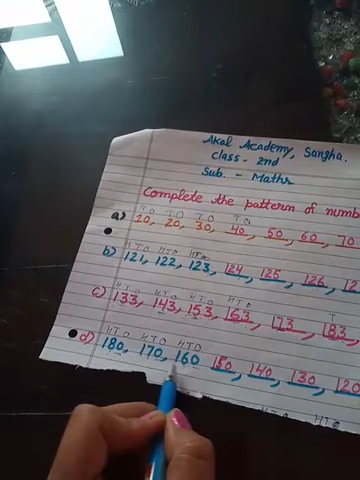 Akal Academy, Sangha.
Class - 2nd
Sub. - Maths
Complete the pattern of numb
T O T O T O T O
a) 10, 20, 30, 40, 50, 60, 70
H T O H T O H T O
b) 121, 122, 123, 124, 125, 126, 12
H T O H T O H T O H T O T
c) 133, 143, 153, 163, 173, 183,
H T O H T O H T O
d) 180, 170, 160 150, 140, 130, 120